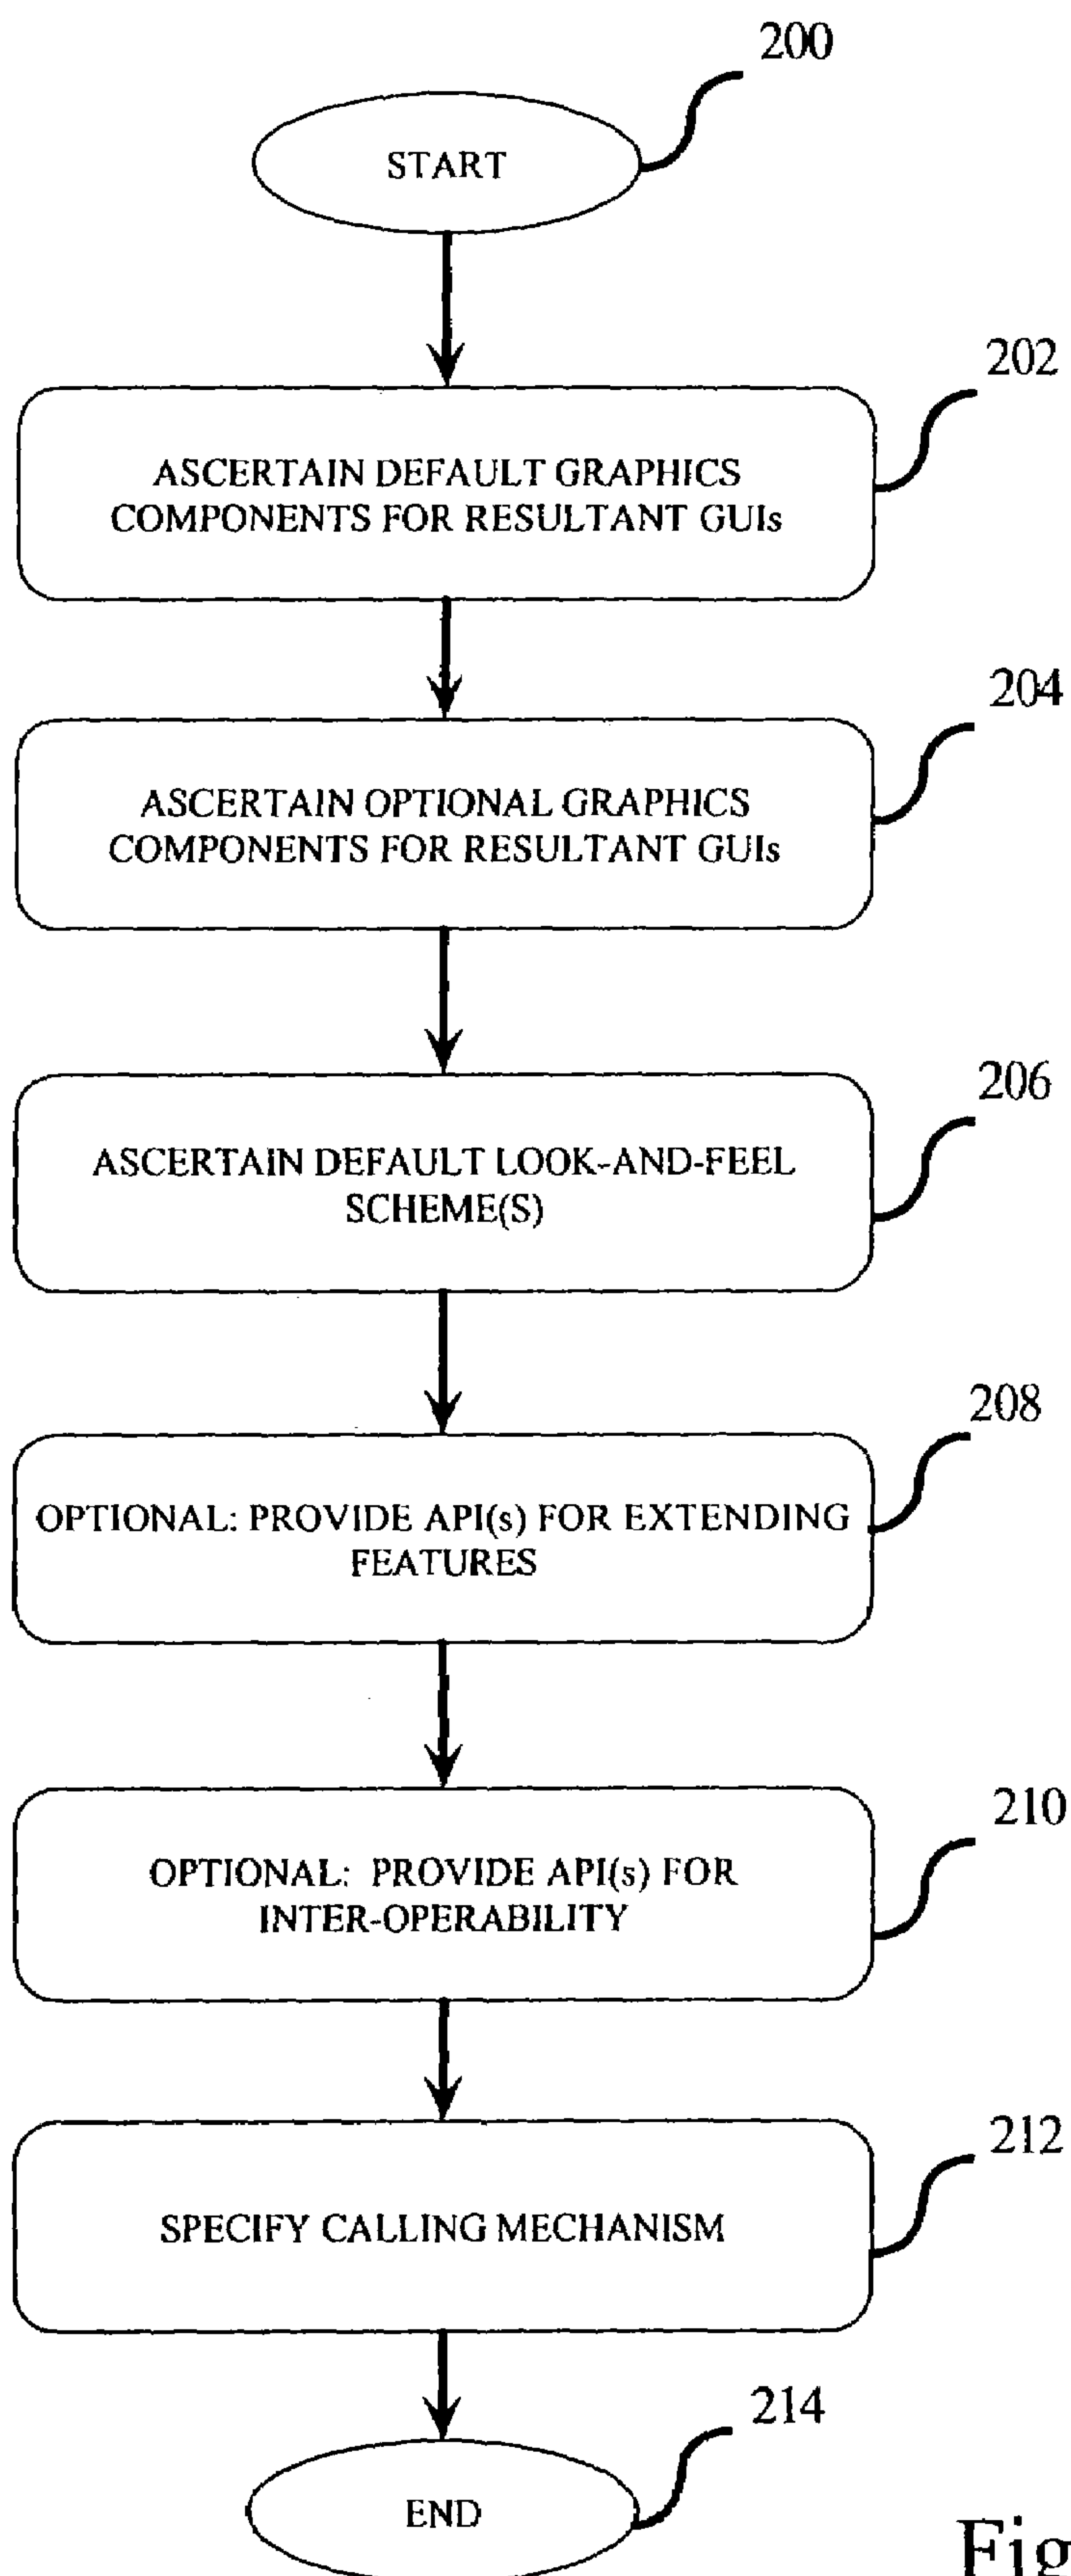 200
START
202
ASCERTAIN DEFAULT GRAPHICS
COMPONENTS FOR RESULTANT GUIs
204
ASCERTAIN OPTIONAL GRAPHICS
COMPONENTS FOR RESULTANT GUIs
206
ASCERTAIN DEFAULT LOOK-AND-FEEL
SCHEME(S)
208
OPTIONAL: PROVIDE API(s) FOR EXTENDING
FEATURES
210
OPTIONAL: PROVIDE API(s) FOR
INTER-OPERABILITY
212
SPECIFY CALLING MECHANISM
214
END
Fig